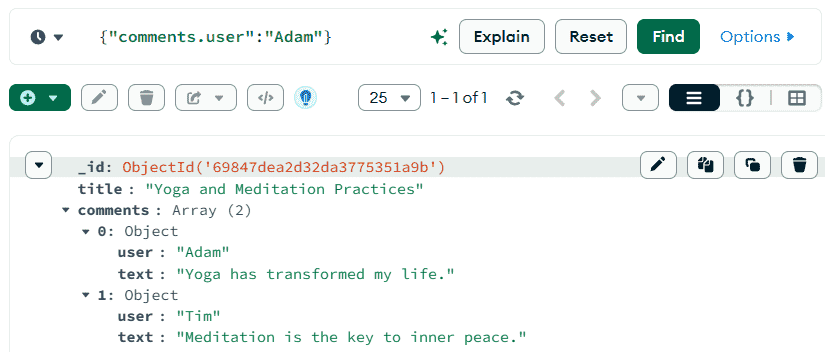 {"comments.user":"Adam"} Explain Reset Find Options
25 1 – 1 of 1 {}
_id: ObjectId('69847dea2d32da3775351a9b')
title : "Yoga and Meditation Practices"
comments : Array (2)
0: Object
user : "Adam"
text : "Yoga has transformed my life."
1: Object
user : "Tim"
text : "Meditation is the key to inner peace."